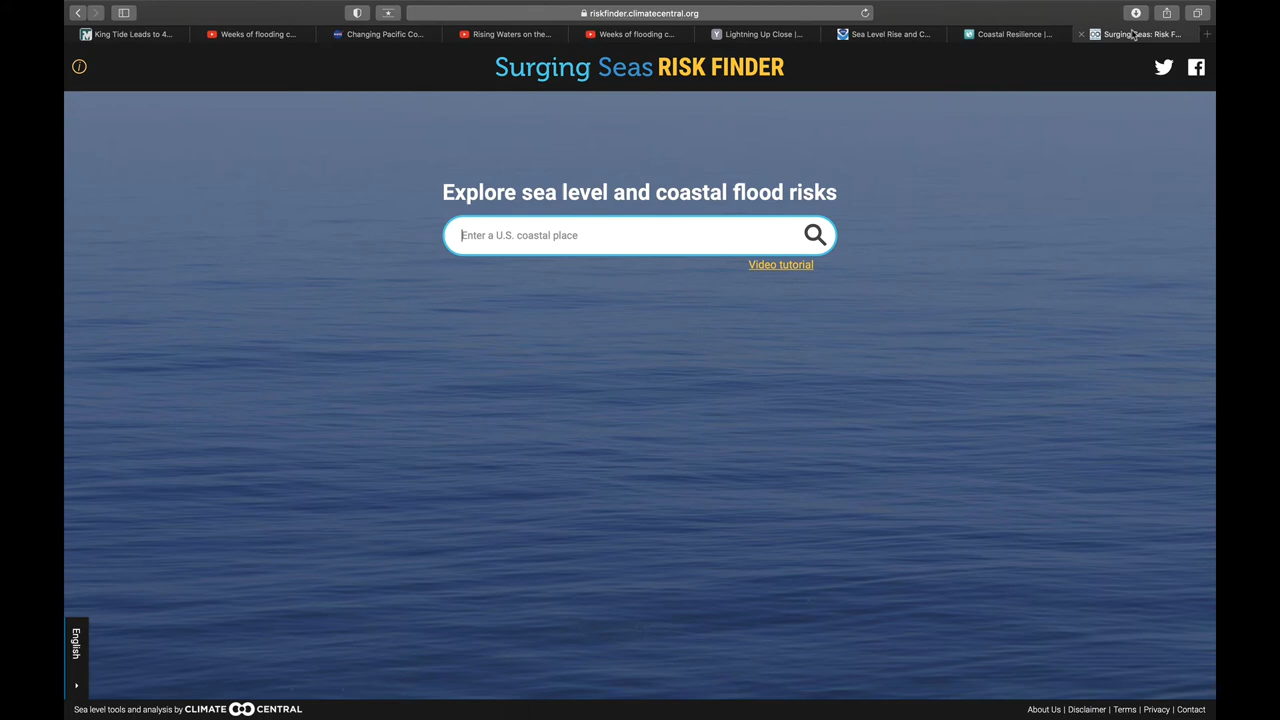 riskfinder.climatecentral.org
King Tide Leads to 4...
Weeks of flooding c...
Changing Pacific Co...
Rising Waters on the...
Weeks of flooding c...
Lightning Up Close |...
Sea Level Rise and C...
Coastal Resilience |...
Surging Seas: Risk F...
Surging Seas RISK FINDER
Explore sea level and coastal flood risks
Enter a U.S. coastal place
Video tutorial
English
Sea level tools and analysis by CLIMATE CENTRAL
About Us | Disclaimer | Terms | Privacy | Contact